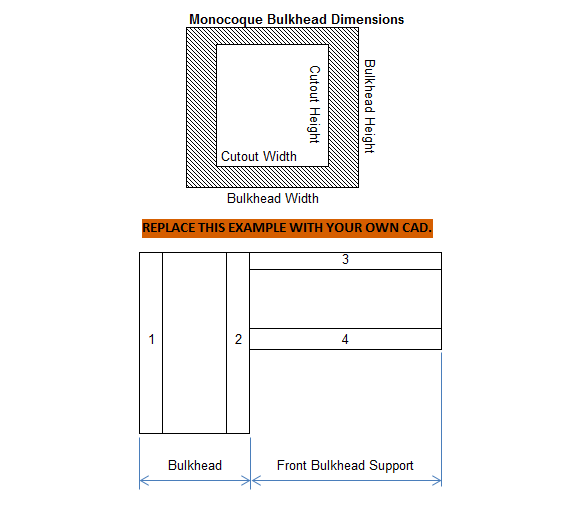 Monocoque Bulkhead Dimensions
Cutout Height
Bulkhead Height
Cutout Width
Bulkhead Width
REPLACE THIS EXAMPLE WITH YOUR OWN CAD.
3
1
2
4
Bulkhead
Front Bulkhead Support